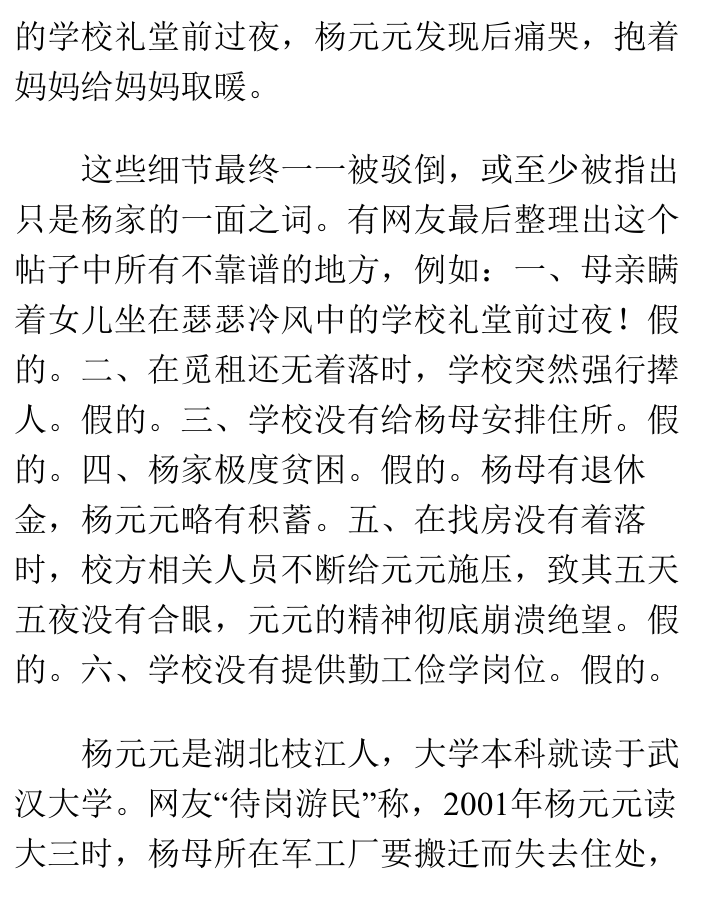 的学校礼堂前过夜，杨元元发现后痛哭，抱着
妈妈给妈妈取暖。
这些细节最终一一被驳倒，或至少被指出
只是杨家的一面之词。有网友最后整理出这个
帖子中所有不靠谱的地方，例如：一、母亲瞒
着女儿坐在瑟瑟冷风中的学校礼堂前过夜！假
的。二、在觅租还无着落时，学校突然强行撵
人。假的。三、学校没有给杨母安排住所。假
的。四、杨家极度贫困。假的。杨母有退休
金，杨元元略有积蓄。五、在找房没有着落
时，校方相关人员不断给元元施压，致其五天
五夜没有合眼，元元的精神彻底崩溃绝望。假
的。六、学校没有提供勤工俭学岗位。假的。
杨元元是湖北枝江人，大学本科就读于武
汉大学。网友“待岗游民”称，2001年杨元元读
大三时，杨母所在军工厂要搬迁而失去住处，